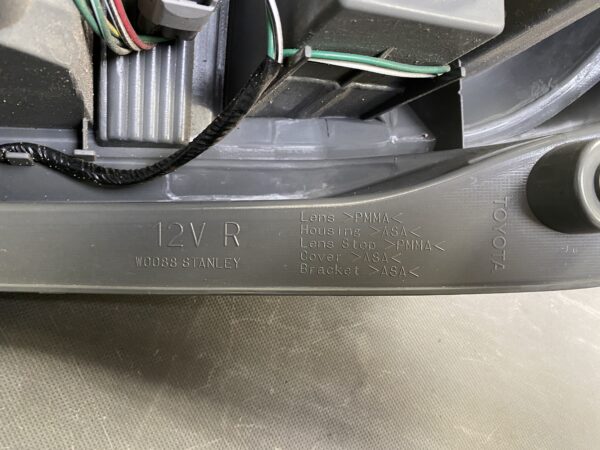 12V R
W0088 STANLEY
Lens >PMMA<
Housing >ASA<
Lens Stop >PMMA<
Cover >ASA<
Bracket >ASA<
TOYOTA